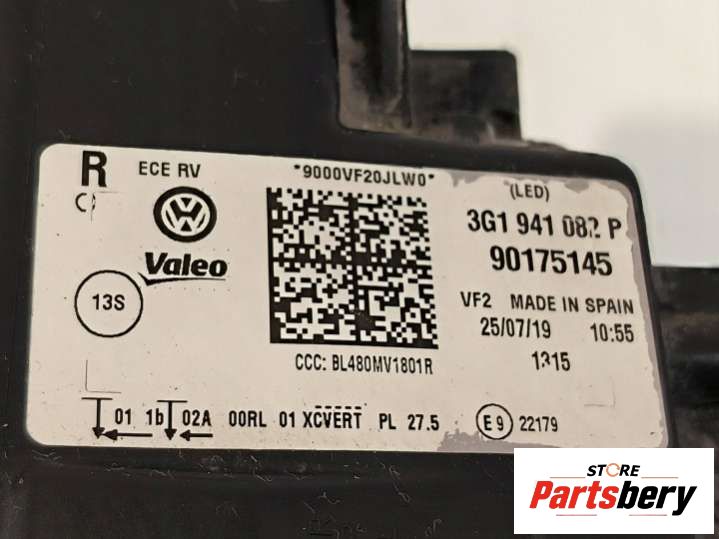 R ECE RV
*9000VF20JLW0*
(LED)
3G1 941 082 P
90175145
Valeo
13S
VF2 MADE IN SPAIN
25/07/19 10:55
CCC: BL480MV1801R
1315
01 1b 02A 00RL 01 XCVERT PL 27.5 E9 22179
STORE
Partsbery